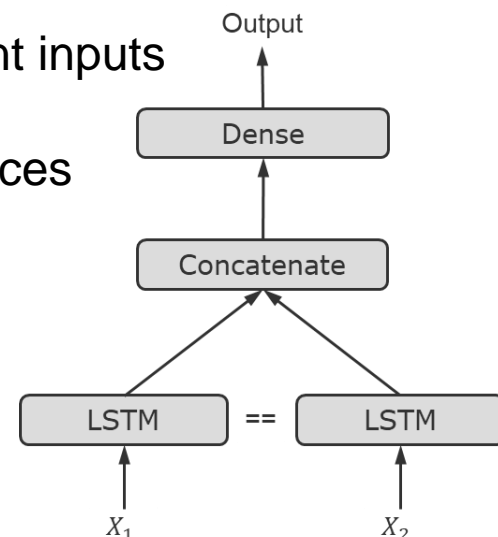 Output
nt inputs
Dense
ces
Concatenate
LSTM == LSTM
X₁ X₂